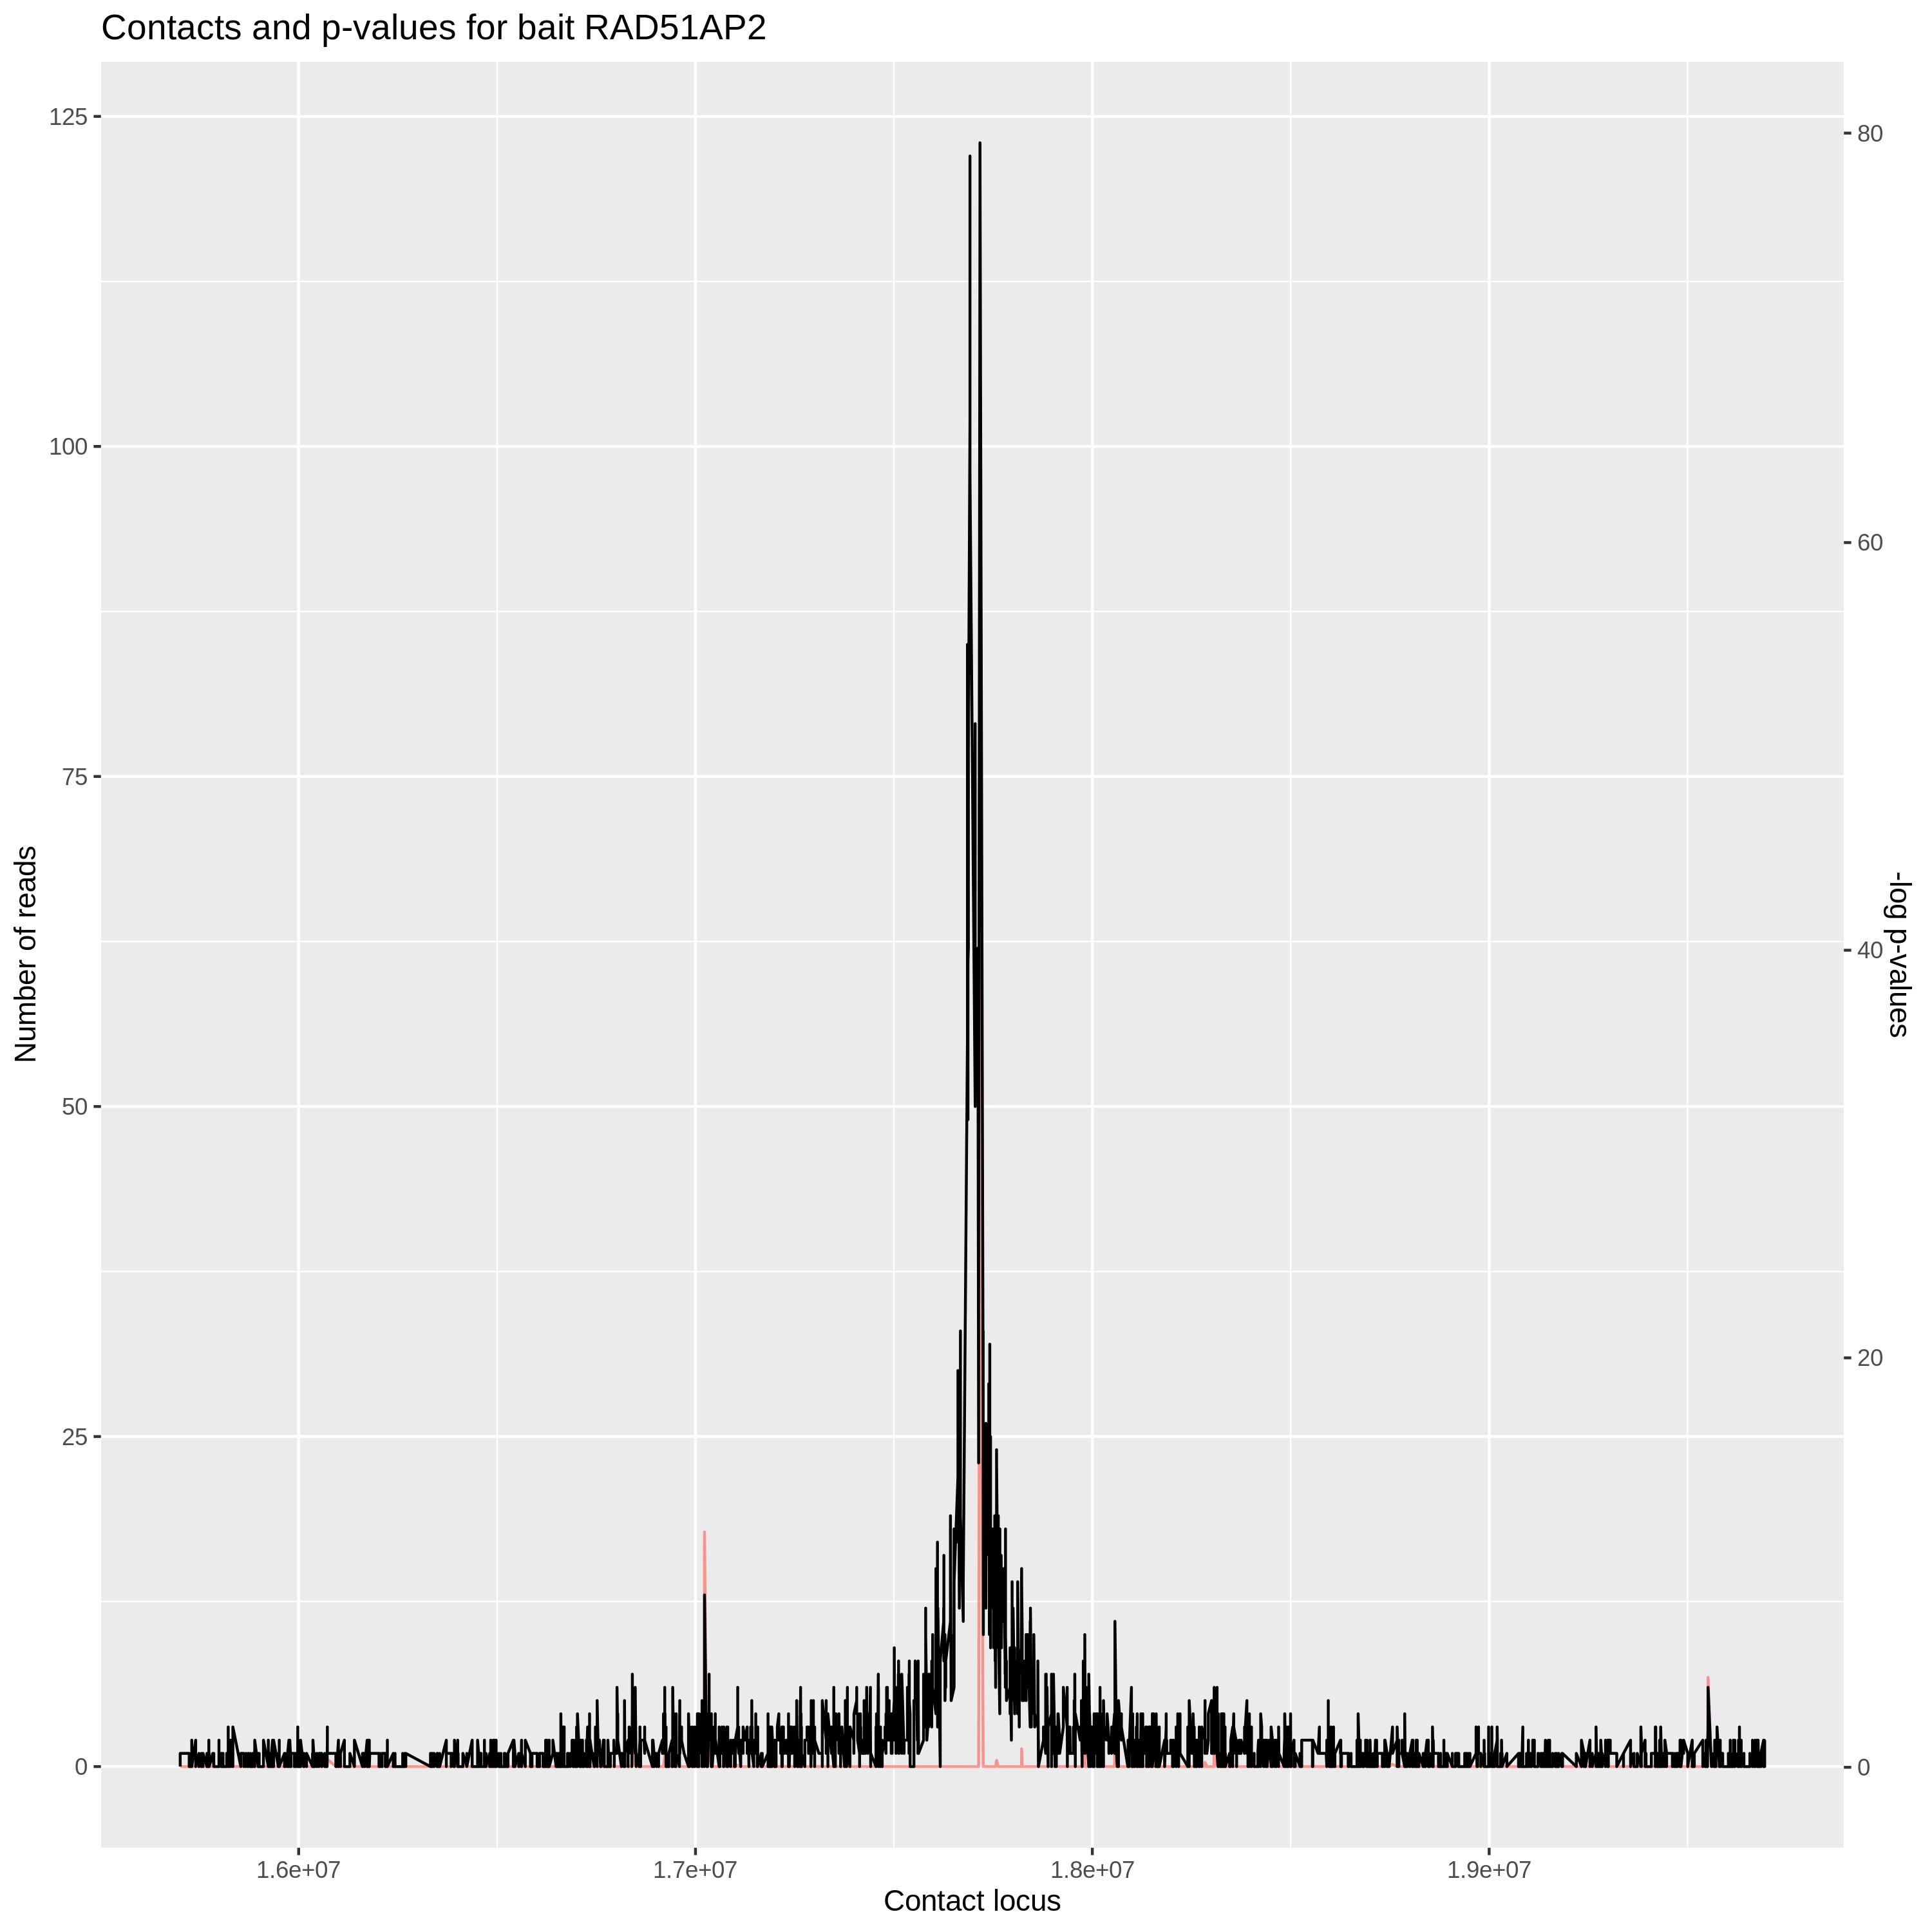 Contacts and p-values for bait RAD51AP2
125
100
75
50
25
0
80
60
40
20
0
Number of reads
-log p-values
1.6e+07 1.7e+07 1.8e+07 1.9e+07
Contact locus